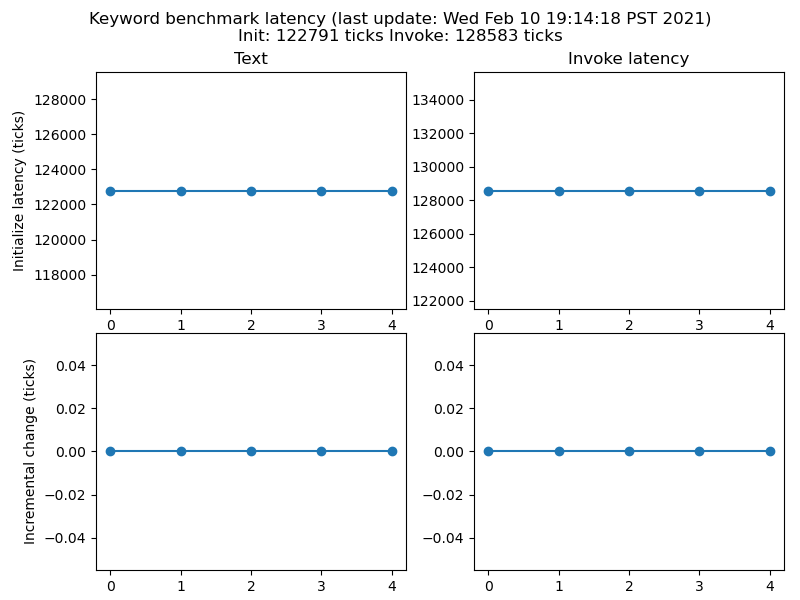 Keyword benchmark latency (last update: Wed Feb 10 19:14:18 PST 2021)
Init: 122791 ticks Invoke: 128583 ticks
Text
Invoke latency
Initialize latency (ticks)
128000
126000
124000
122000
120000
118000
0 1 2 3 4
134000
132000
130000
128000
126000
124000
122000
0 1 2 3 4
Incremental change (ticks)
0.04
0.02
0.00
−0.02
−0.04
0 1 2 3 4
0.04
0.02
0.00
−0.02
−0.04
0 1 2 3 4